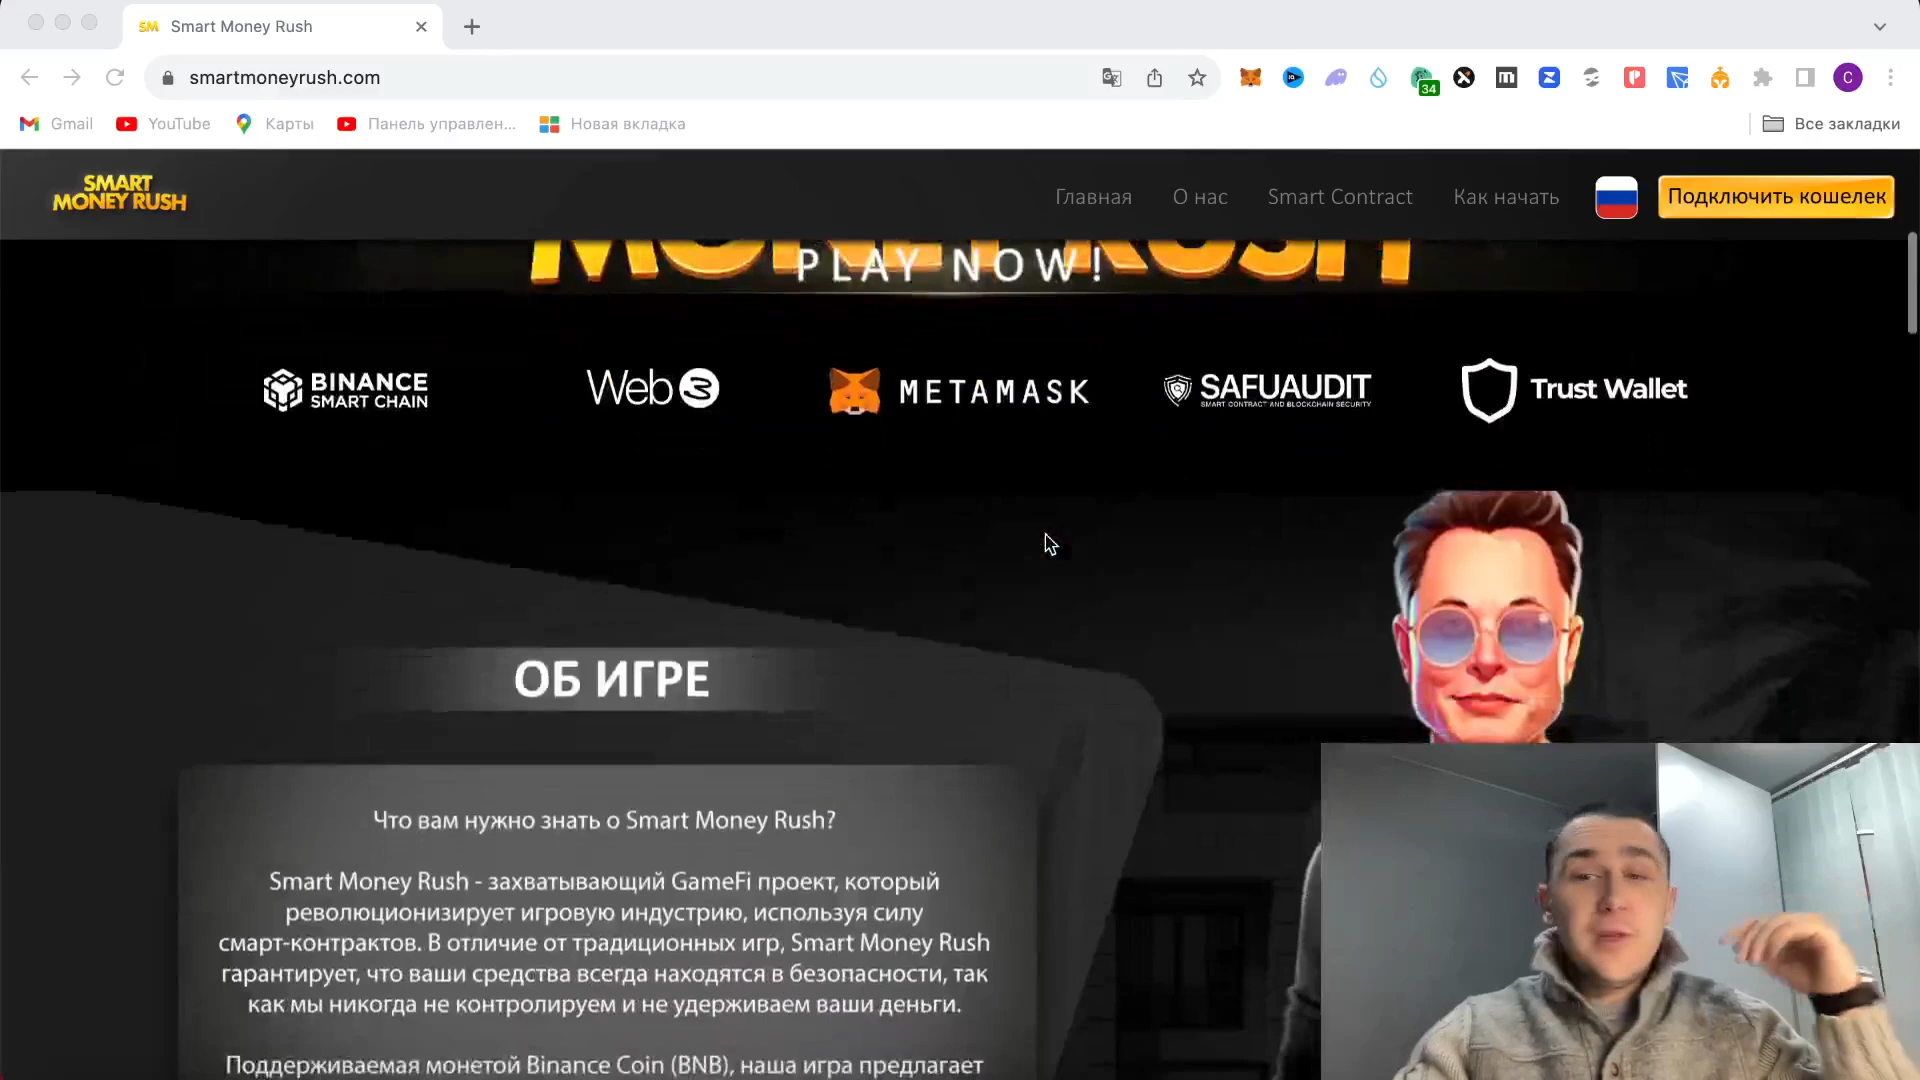 SM Smart Money Rush
smartmoneyrush.com
34
C
Gmail
YouTube
Карты
Панель управлен...
Новая вкладка
Все закладки
SMART
MONEY RUSH
Главная
О нас
Smart Contract
Как начать
Подключить кошелек
MONEY RUSH
PLAY NOW!
BINANCE
SMART CHAIN
Web3
METAMASK
SAFUAUDIT
SMART CONTRACT AND BLOCKCHAIN SECURITY
Trust Wallet
ОБ ИГРЕ
Что вам нужно знать о Smart Money Rush?
Smart Money Rush - захватывающий GameFi проект, который
революционизирует игровую индустрию, используя силу
смарт-контрактов. В отличие от традиционных игр, Smart Money Rush
гарантирует, что ваши средства всегда находятся в безопасности, так
как мы никогда не контролируем и не удерживаем ваши деньги.
Поддерживаемая монетой Binance Coin (BNB), наша игра предлагает